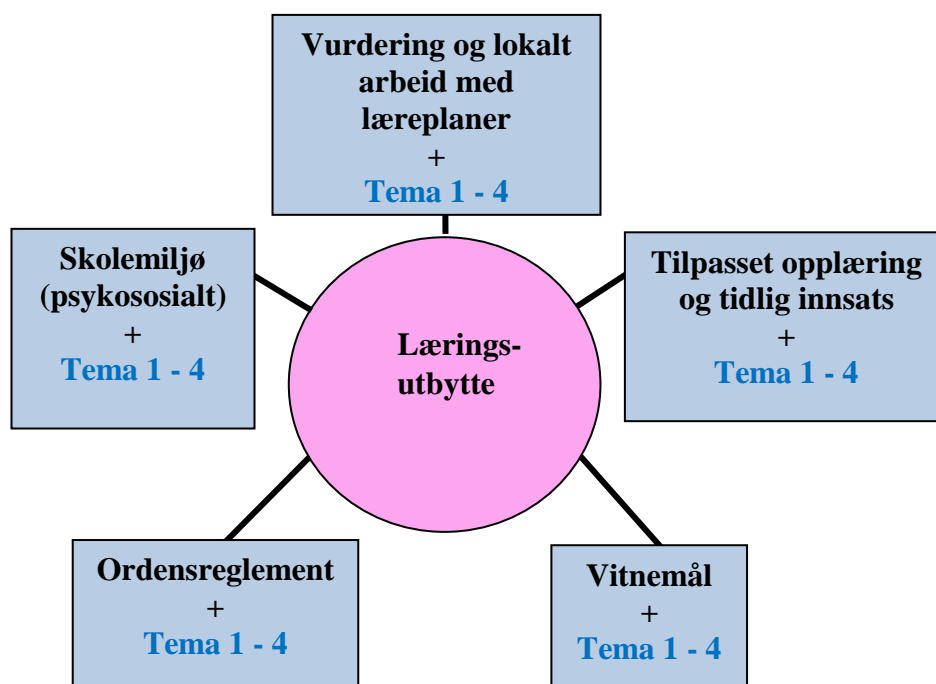 Vurdering og lokalt
arbeid med
læreplaner
+
Tema 1 - 4
Skolemiljø
(psykososialt)
+
Tema 1 - 4
Tilpasset opplæring
og tidlig innsats
+
Tema 1 - 4
Lærings-
utbytte
Ordensreglement
+
Tema 1 - 4
Vitnemål
+
Tema 1 - 4